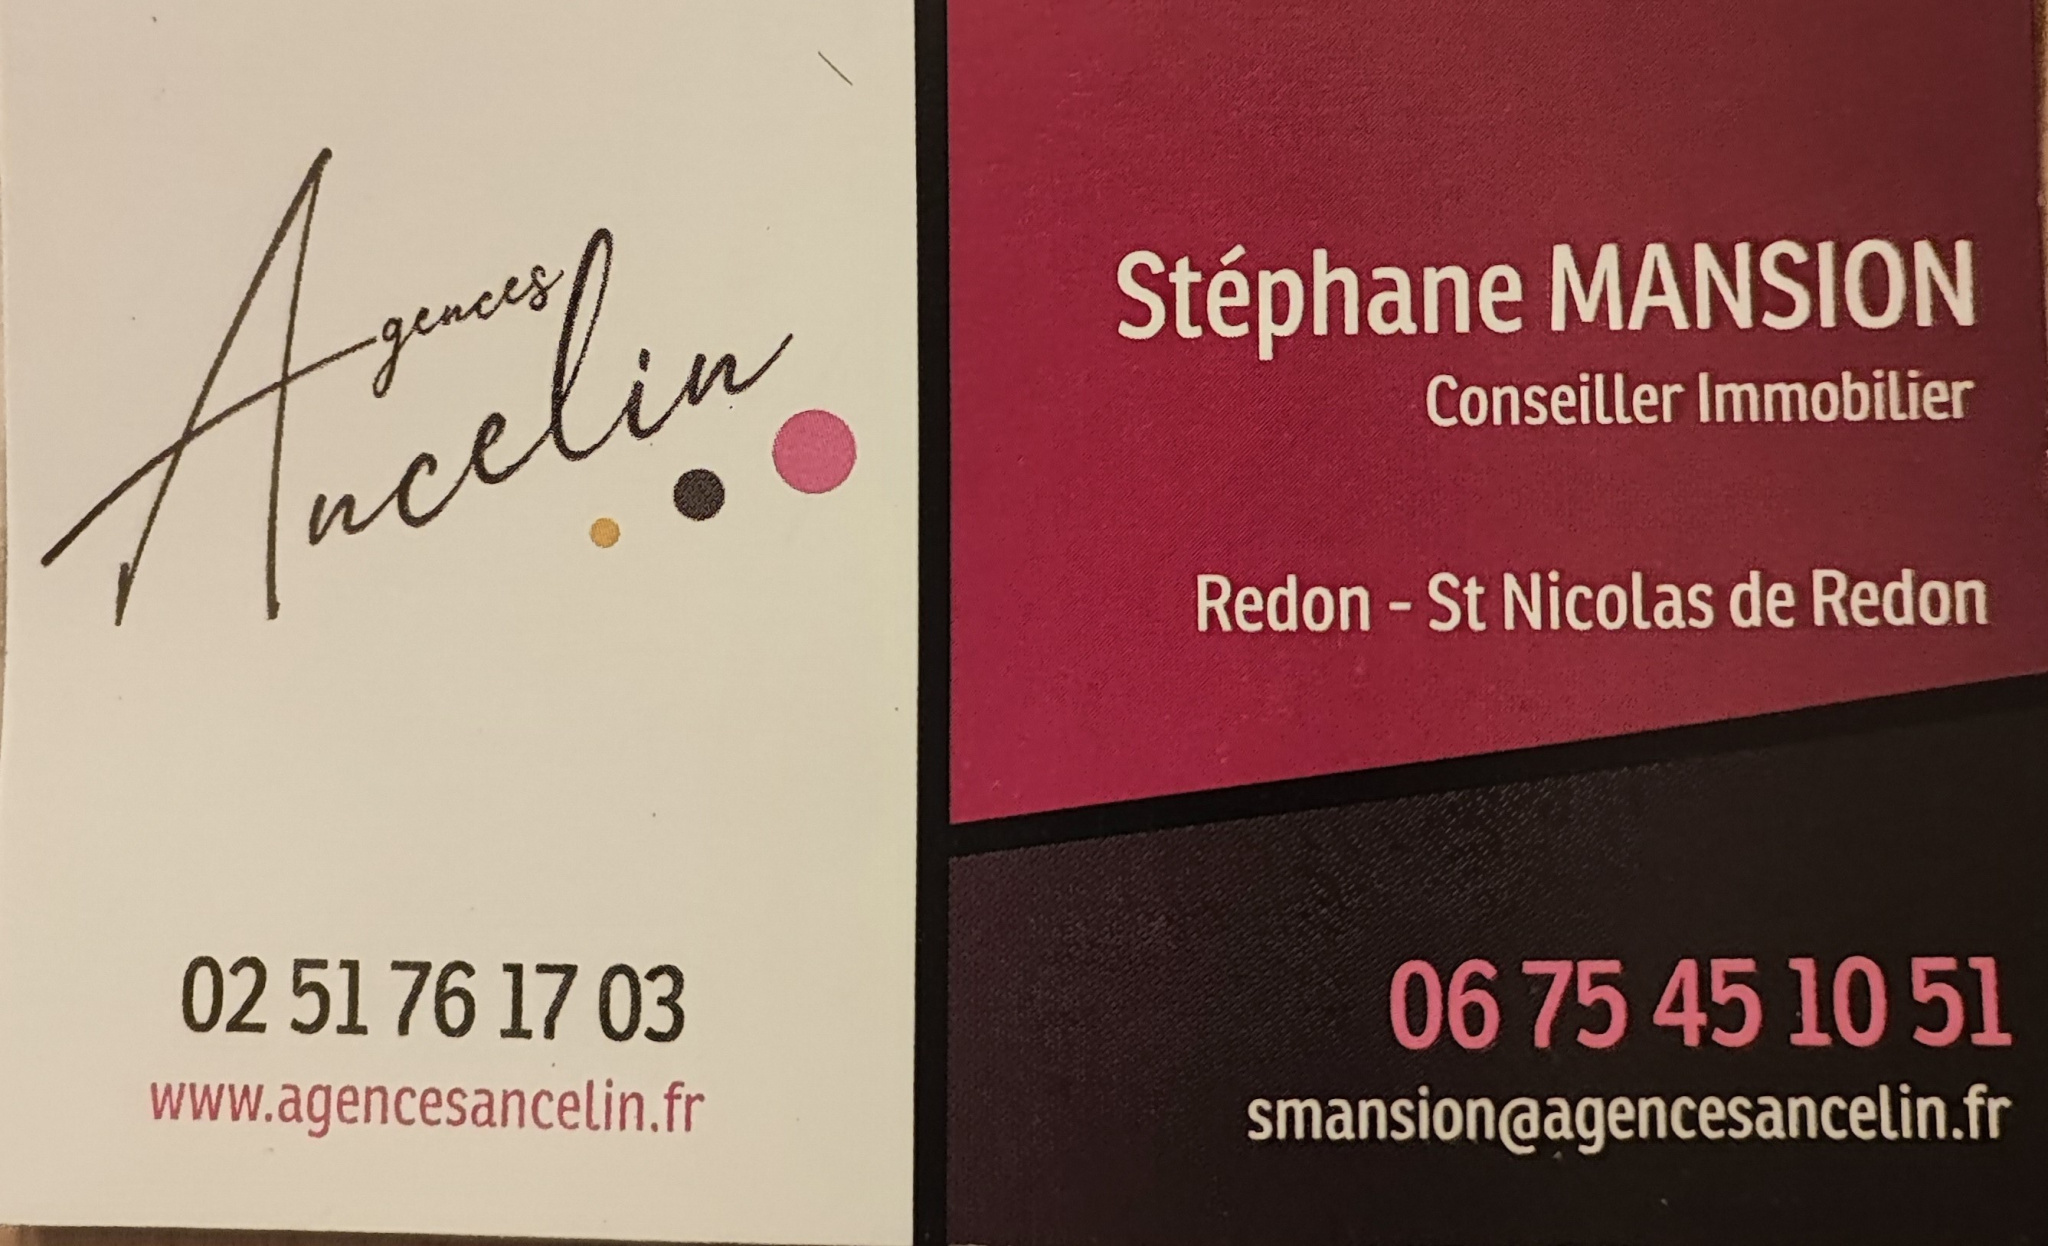 Agences
Ancelin
02 51 76 17 03
www.agencesancelin.fr
Stéphane MANSION
Conseiller Immobilier
Redon - St Nicolas de Redon
06 75 45 10 51
smansion@agencesancelin.fr